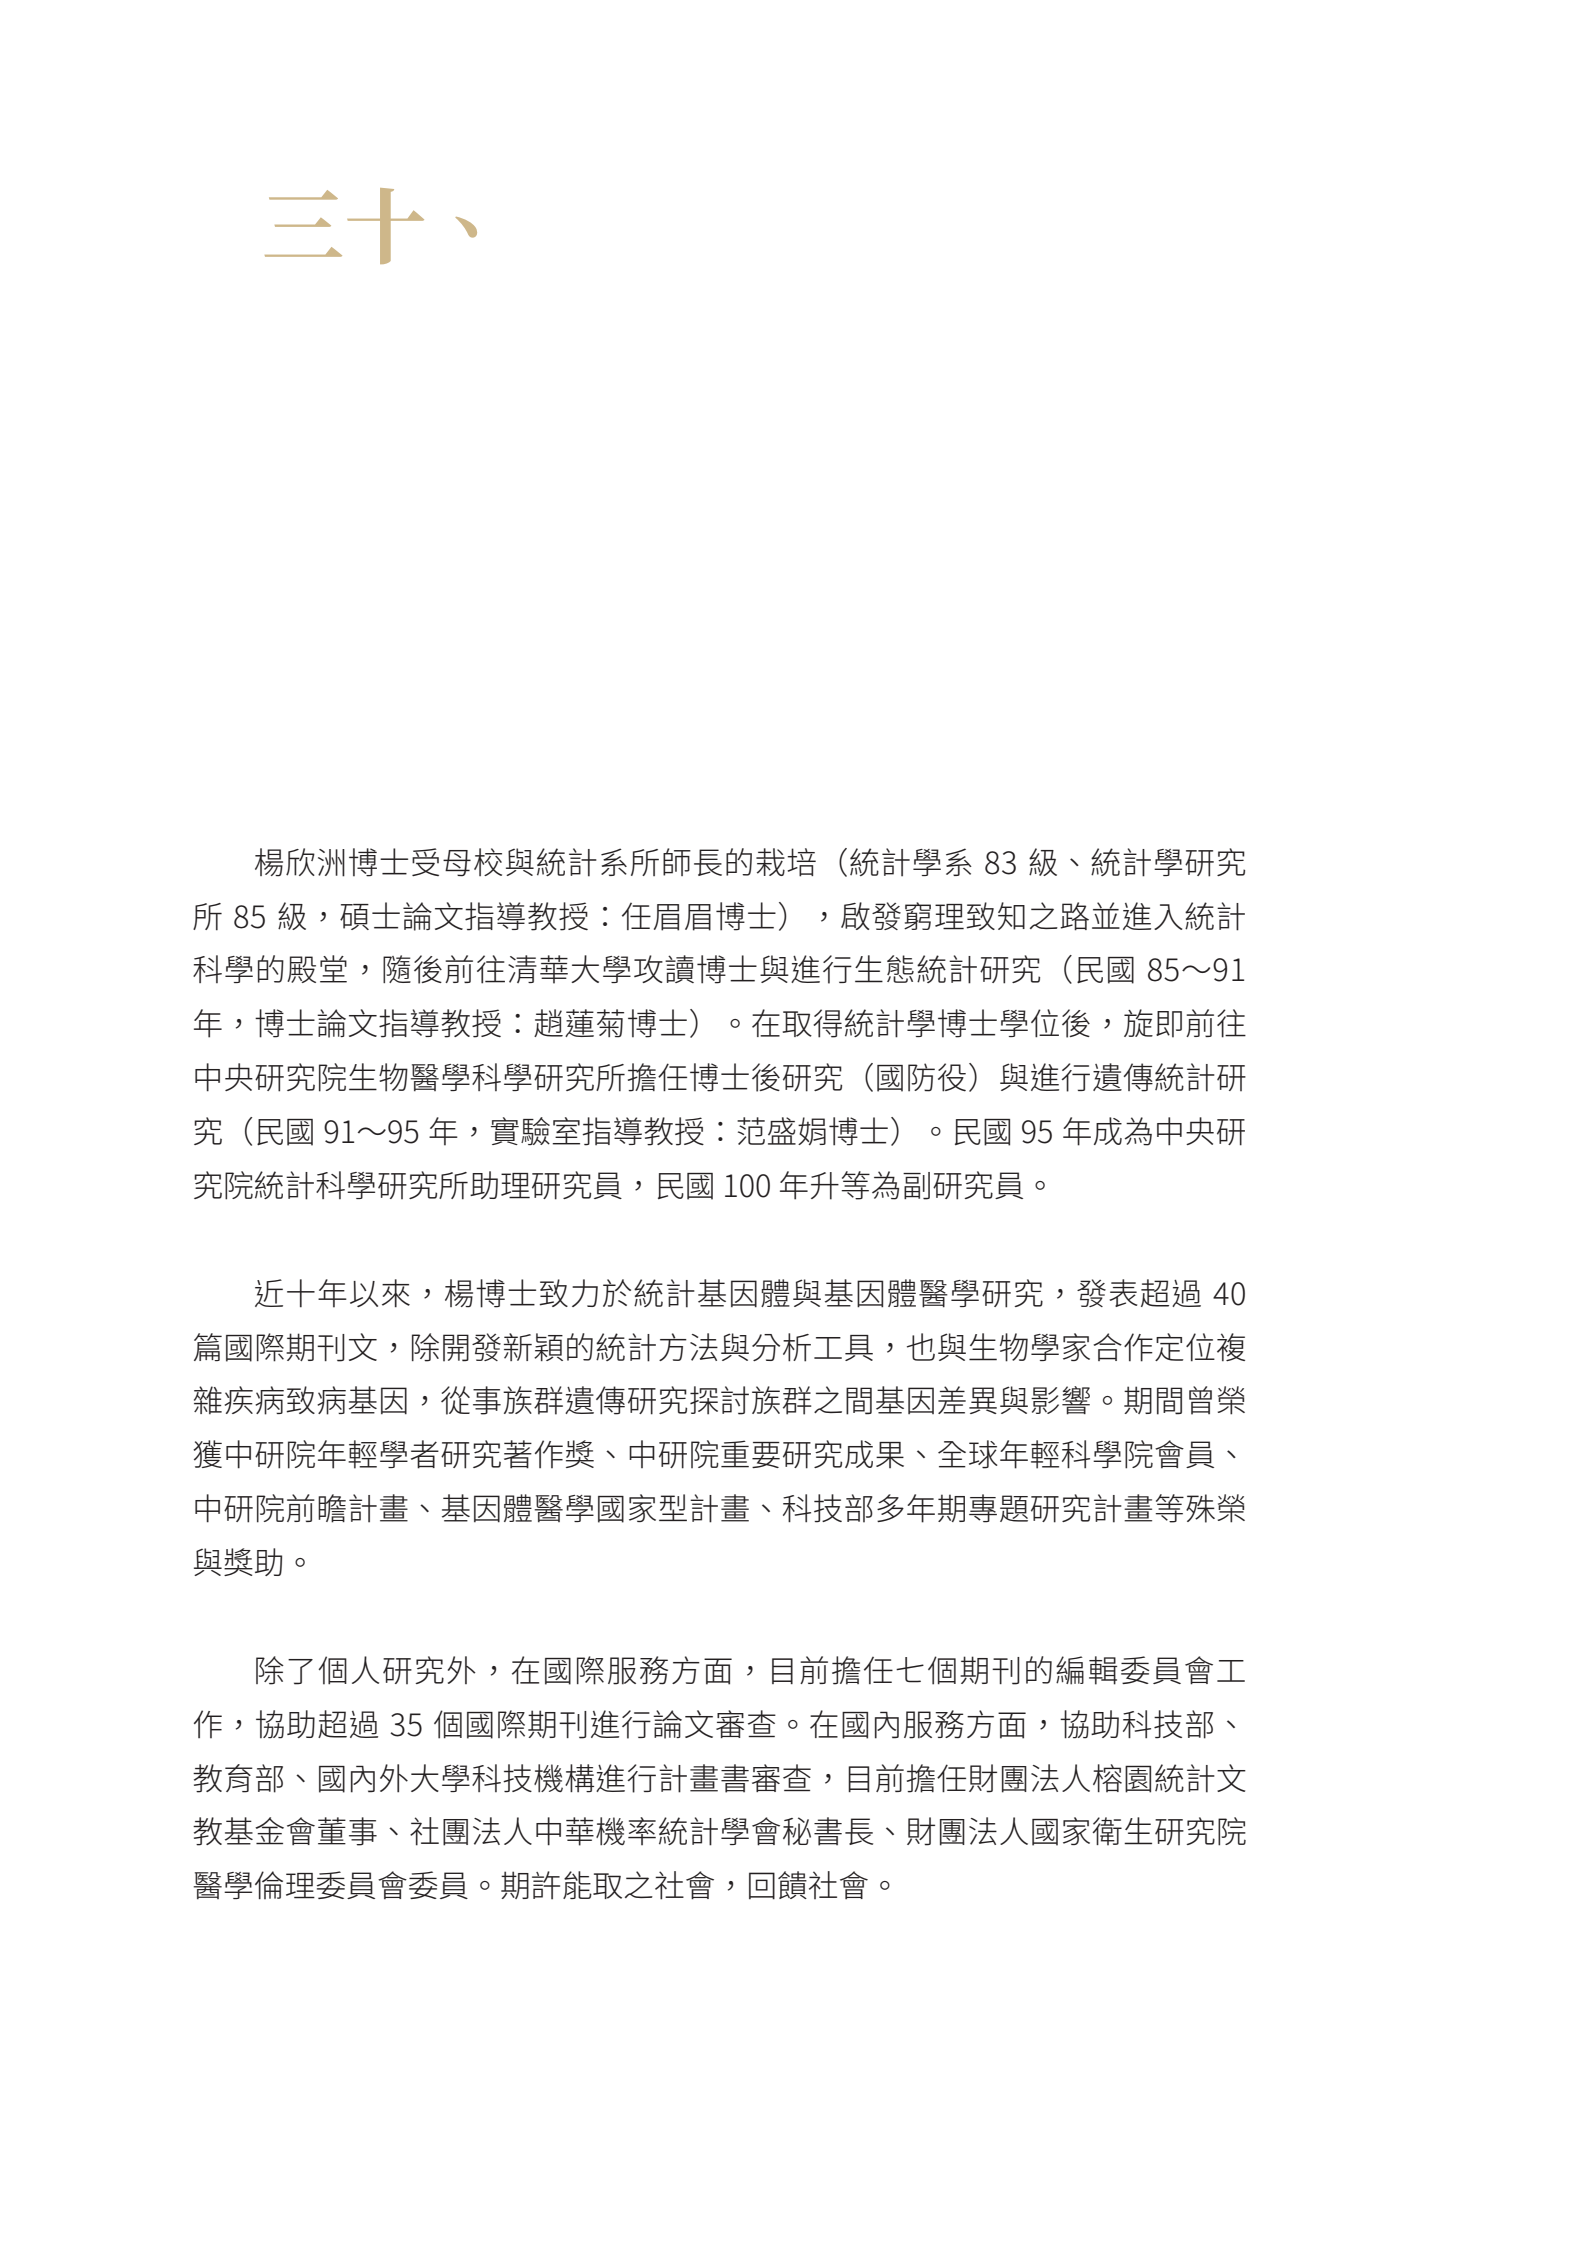 三十、
楊欣洲博士受母校與統計系所師長的栽培（統計學系 83 級、統計學研究
所 85 級，碩士論文指導教授：任眉眉博士），啟發窮理致知之路並進入統計
科學的殿堂，隨後前往清華大學攻讀博士與進行生態統計研究（民國 85～91
年，博士論文指導教授：趙蓮菊博士）。在取得統計學博士學位後，旋即前往
中央研究院生物醫學科學研究所擔任博士後研究（國防役）與進行遺傳統計研
究（民國 91～95 年，實驗室指導教授：范盛娟博士）。民國 95 年成為中央研
究院統計科學研究所助理研究員，民國 100 年升等為副研究員。
近十年以來，楊博士致力於統計基因體與基因體醫學研究，發表超過 40
篇國際期刊文，除開發新穎的統計方法與分析工具，也與生物學家合作定位複
雜疾病致病基因，從事族群遺傳研究探討族群之間基因差異與影響。期間曾榮
獲中研院年輕學者研究著作獎、中研院重要研究成果、全球年輕科學院會員、
中研院前瞻計畫、基因體醫學國家型計畫、科技部多年期專題研究計畫等殊榮
與獎助。
除了個人研究外，在國際服務方面，目前擔任七個期刊的編輯委員會工
作，協助超過 35 個國際期刊進行論文審查。在國內服務方面，協助科技部、
教育部、國內外大學科技機構進行計畫書審查，目前擔任財團法人榕園統計文
教基金會董事、社團法人中華機率統計學會秘書長、財團法人國家衛生研究院
醫學倫理委員會委員。期許能取之社會，回饋社會。